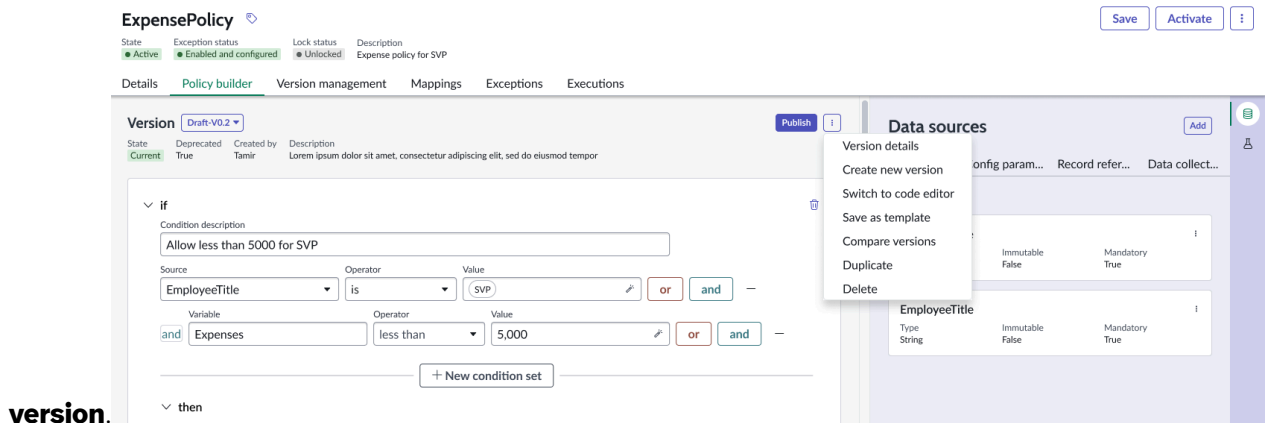 ExpensePolicy
Save
Activate
State Exception status Lock status Description
Active Enabled and configured Unlocked Expense policy for SVP
Details Policy builder Version management Mappings Exceptions Executions
Version Draft-V0.2
Publish
State Deprecated Created by Description
Current True Tamir Lorem ipsum dolor sit amet, consectetur adipiscing elit, sed do eiusmod tempor
if
Condition description
Allow less than 5000 for SVP
Source Operator Value
EmployeeTitle is SVP or and
Variable Operator Value
and Expenses less than 5,000 or and
+ New condition set
then
Version details
Create new version
Switch to code editor
Save as template
Compare versions
Duplicate
Delete
Data sources
Add
onfig param... Record refer... Data collect...
Immutable Mandatory
False True
EmployeeTitle
Type Immutable Mandatory
String False True
version.